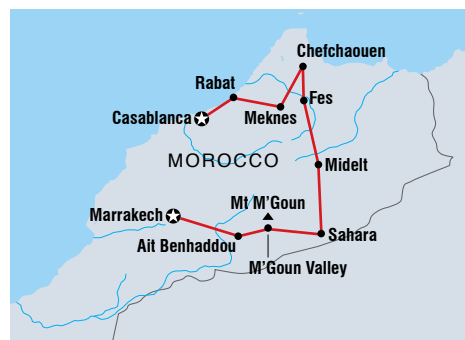 Chefchaouen
Rabat
Fes
Casablanca
Meknes
MOROCCO
Midelt
Mt M'Goun
Marrakech
Sahara
Ait Benhaddou
M'Goun Valley